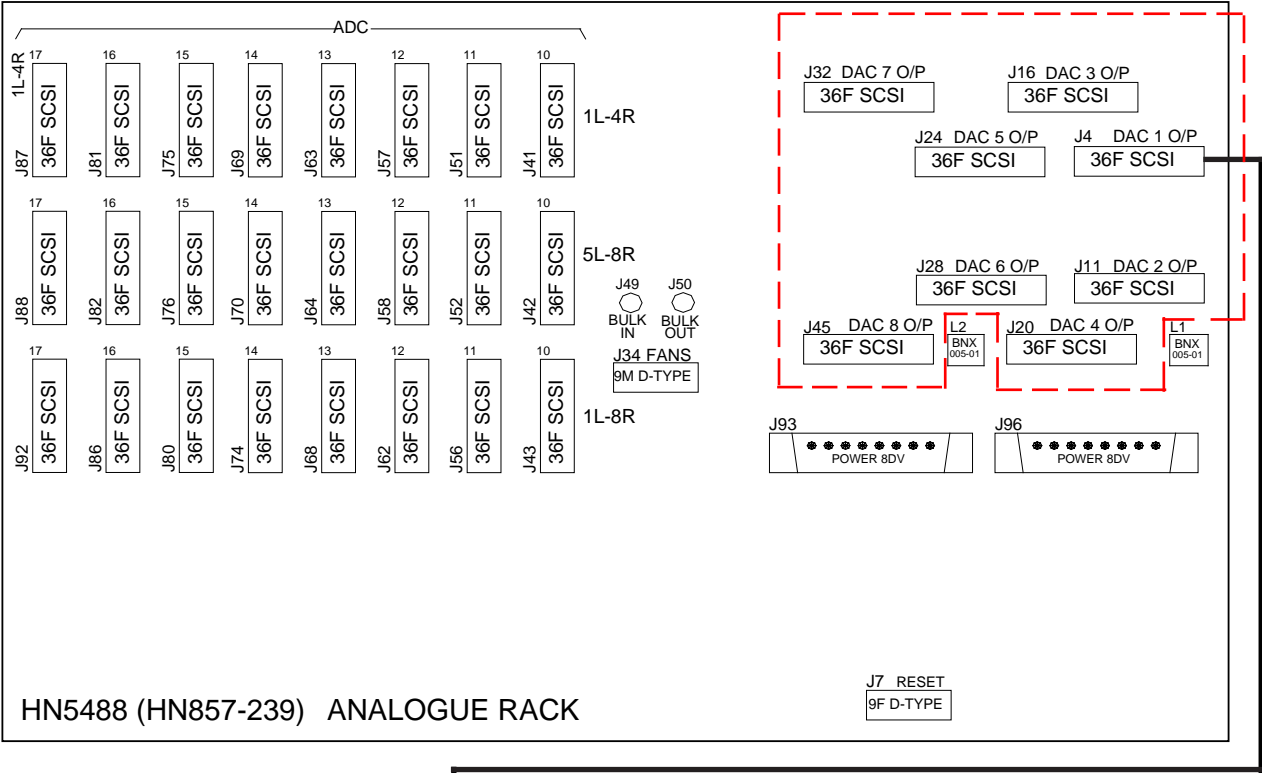 ADC
1L-4R
17 16 15 14 13 12 11 10
J87 36F SCSI J81 36F SCSI J75 36F SCSI J69 36F SCSI J63 36F SCSI J57 36F SCSI J51 36F SCSI J41 36F SCSI
1L-4R
17 16 15 14 13 12 11 10
J88 36F SCSI J82 36F SCSI J76 36F SCSI J70 36F SCSI J64 36F SCSI J58 36F SCSI J52 36F SCSI J42 36F SCSI
5L-8R
17 16 15 14 13 12 11 10
J92 36F SCSI J86 36F SCSI J80 36F SCSI J74 36F SCSI J68 36F SCSI J62 36F SCSI J56 36F SCSI J43 36F SCSI
1L-8R
J49 J50
BULK IN BULK OUT
J34 FANS
9M D-TYPE
J32 DAC 7 O/P
36F SCSI
J16 DAC 3 O/P
36F SCSI
J24 DAC 5 O/P
36F SCSI
J4 DAC 1 O/P
36F SCSI
J28 DAC 6 O/P
36F SCSI
J11 DAC 2 O/P
36F SCSI
J45 DAC 8 O/P
36F SCSI
L2
BNX
005-01
J20 DAC 4 O/P
36F SCSI
L1
BNX
005-01
J93
POWER 8DV
J96
POWER 8DV
J7 RESET
9F D-TYPE
HN5488 (HN857-239) ANALOGUE RACK